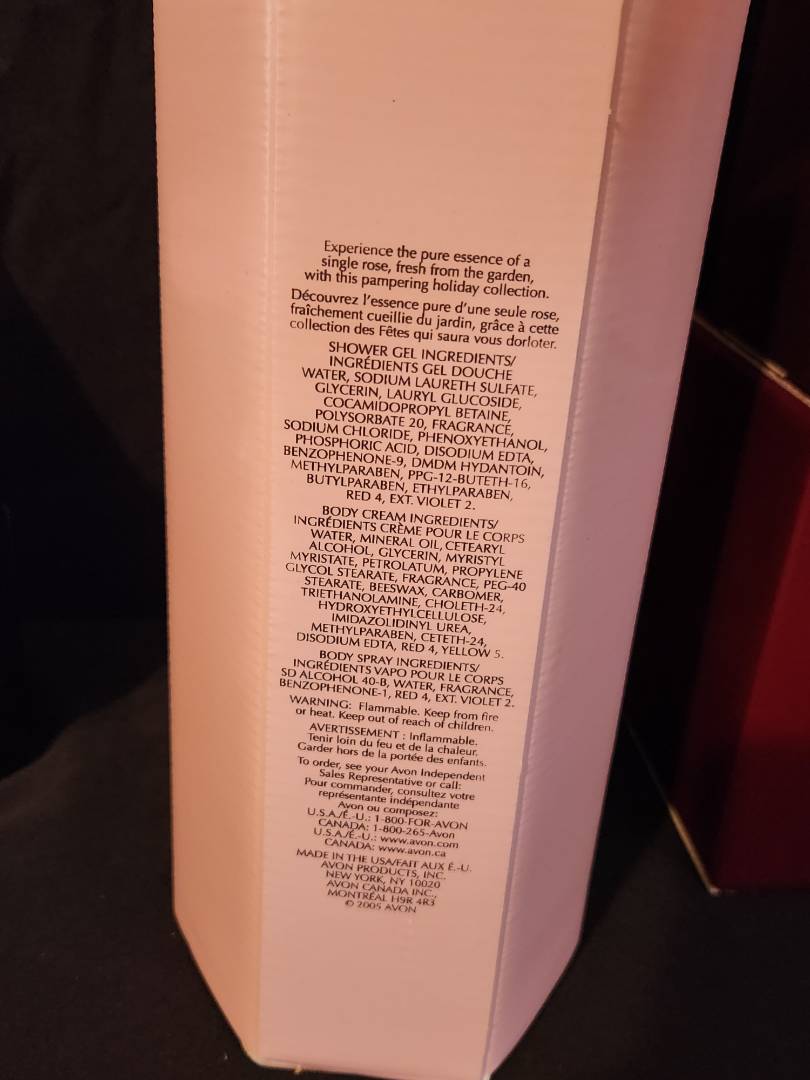 Experience the pure essence of a
single rose, fresh from the garden,
with this pampering holiday collection.
Découvrez l'essence pure d'une seule rose,
fraîchement cueillie du jardin, grâce à cette
collection des Fêtes qui saura vous dorloter.
SHOWER GEL INGREDIENTS/
INGRÉDIENTS GEL DOUCHE
WATER, SODIUM LAURETH SULFATE,
GLYCERIN, LAURYL GLUCOSIDE,
COCAMIDOPROPYL BETAINE,
POLYSORBATE 20, FRAGRANCE,
SODIUM CHLORIDE, PHENOXYETHANOL,
PHOSPHORIC ACID, DISODIUM EDTA,
BENZOPHENONE-9, DMDM HYDANTOIN,
METHYLPARABEN, PPG-12-BUTETH-16,
BUTYLPARABEN, ETHYLPARABEN,
RED 4, EXT. VIOLET 2.
BODY CREAM INGREDIENTS/
INGRÉDIENTS CRÈME POUR LE CORPS
WATER, MINERAL OIL, CETEARYL
ALCOHOL, GLYCERIN, MYRISTYL
MYRISTATE, PETROLATUM, PROPYLENE
GLYCOL STEARATE, FRAGRANCE, PEG-40
STEARATE, BEESWAX, CARBOMER,
TRIETHANOLAMINE, CHOLETH-24,
HYDROXYETHYLCELLULOSE,
IMIDAZOLIDINYL UREA,
METHYLPARABEN, CETETH-24,
DISODIUM EDTA, RED 4, YELLOW 5.
BODY SPRAY INGREDIENTS/
INGRÉDIENTS VAPO POUR LE CORPS
SD ALCOHOL 40-B, WATER, FRAGRANCE,
BENZOPHENONE-1, RED 4, EXT. VIOLET 2.
WARNING: Flammable. Keep from fire
or heat. Keep out of reach of children.
AVERTISSEMENT : Inflammable.
Tenir loin du feu et de la chaleur.
Garder hors de la portée des enfants.
To order, see your Avon Independent
Sales Representative or call:
Pour commander, consultez votre
représentante indépendante
Avon ou composez:
U.S.A./É.-U.: 1-800-FOR-AVON
CANADA: 1-800-265-Avon
U.S.A./É.-U.: www.avon.com
CANADA: www.avon.ca
MADE IN THE USA/FAIT AUX É.-U.
AVON PRODUCTS, INC.
NEW YORK, NY 10020
AVON CANADA INC.,
MONTRÉAL H9R 4R3
© 2005 AVON